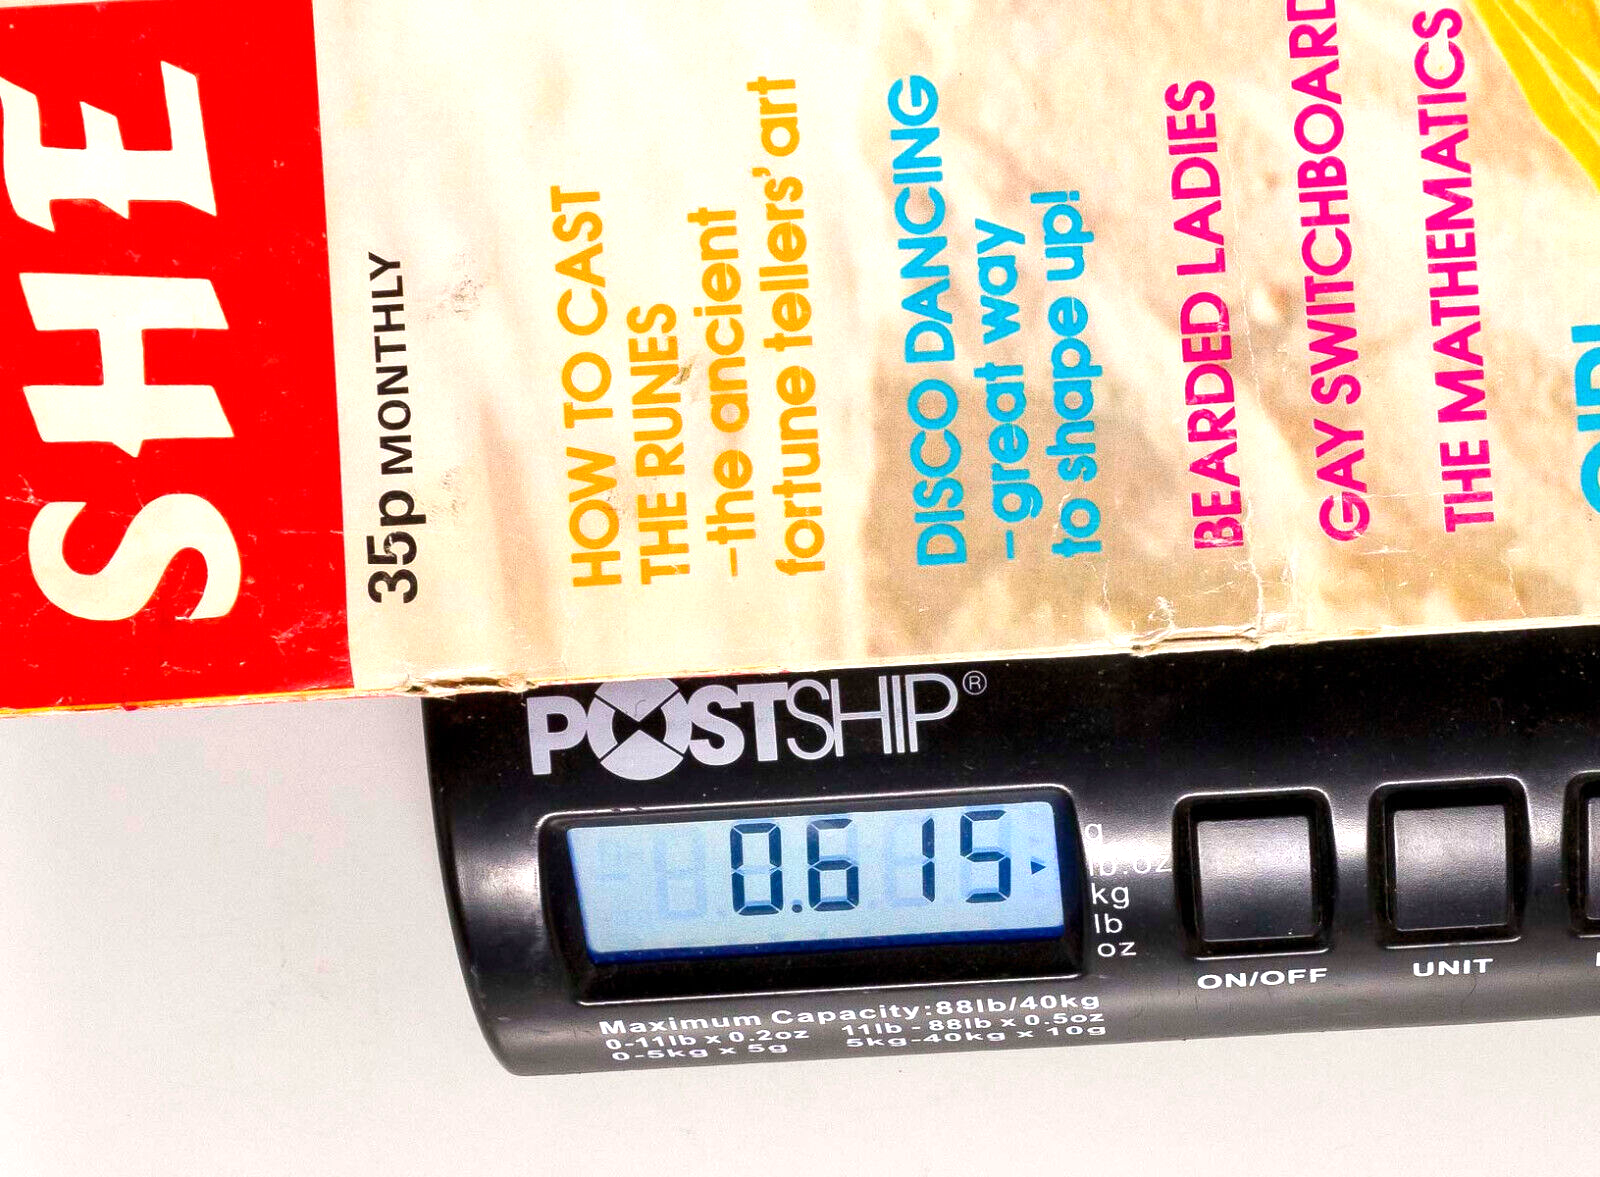 SHE
35p MONTHLY
HOW TO CAST
THE RUNES
-the ancient
fortune tellers' art
DISCO DANCING
-great way
to shape up!
BEARDED LADIES
GAY SWITCHBOARD
THE MATHEMATICS
POSTSHIP®
0.615
g
lb:oz
kg
lb
oz
ON/OFF
UNIT
Maximum Capacity:88lb/40kg
0-11lb x 0.2oz 11lb - 88lb x 0.5oz
0-5kg x 5g 5kg-40kg x 10g